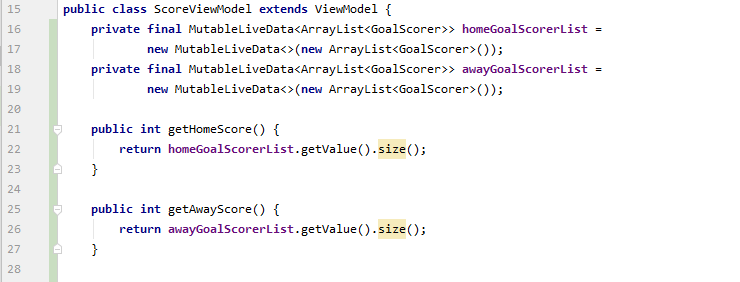 15 public class ScoreViewModel extends ViewModel {
16     private final MutableLiveData<ArrayList<GoalScorer>> homeGoalScorerList =
17             new MutableLiveData<>(new ArrayList<GoalScorer>());
18     private final MutableLiveData<ArrayList<GoalScorer>> awayGoalScorerList =
19             new MutableLiveData<>(new ArrayList<GoalScorer>());
20
21     public int getHomeScore() {
22         return homeGoalScorerList.getValue().size();
23     }
24
25     public int getAwayScore() {
26         return awayGoalScorerList.getValue().size();
27     }
28